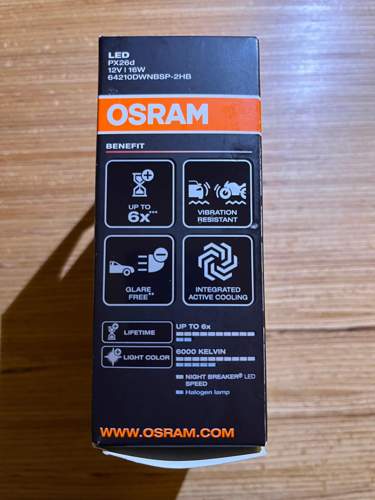 LED
PX26d
12V | 16W
64210DWNBSP-2HB
OSRAM
BENEFIT
UP TO
6x***
VIBRATION
RESISTANT
GLARE
FREE**
INTEGRATED
ACTIVE COOLING
LIFETIME
UP TO 6x
LIGHT COLOR
6000 KELVIN
NIGHT BREAKER® LED
SPEED
Halogen lamp
WWW.OSRAM.COM